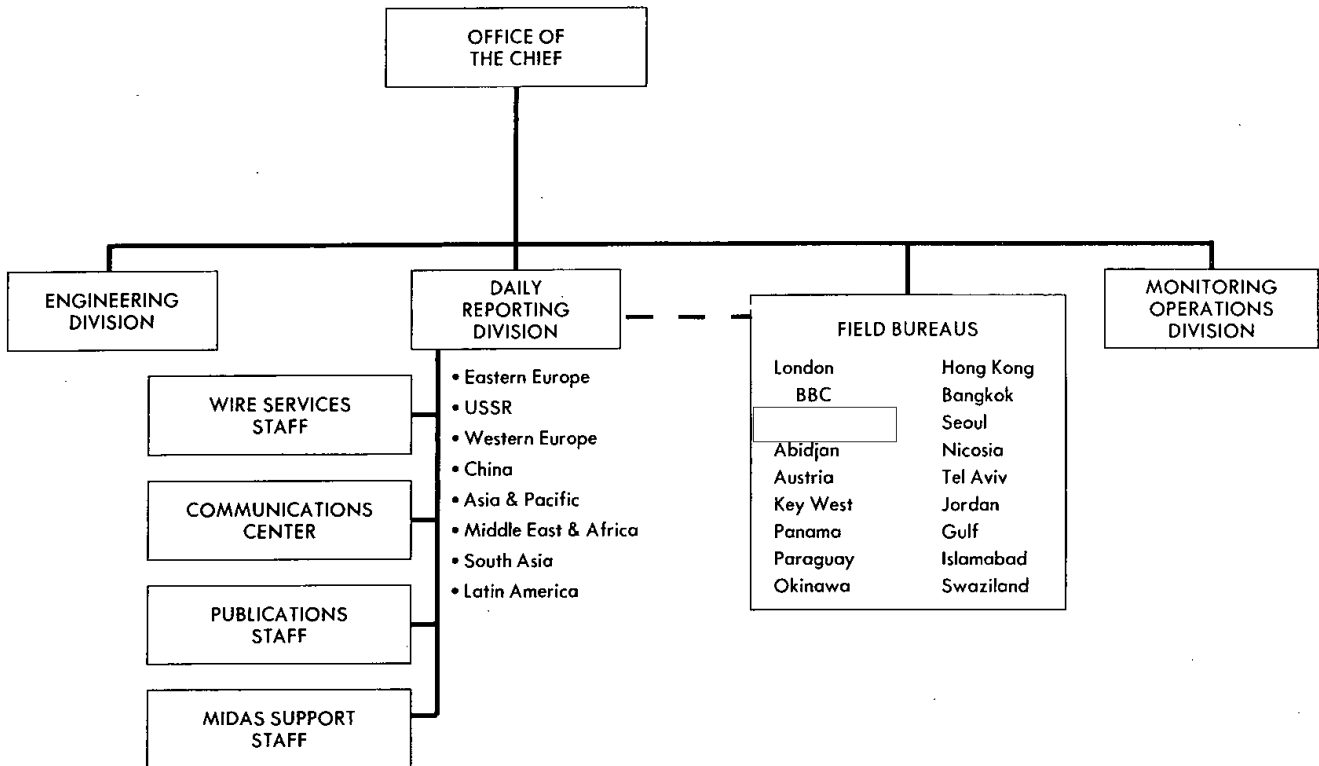 OFFICE OF
THE CHIEF
ENGINEERING
DIVISION
DAILY
REPORTING
DIVISION
MONITORING
OPERATIONS
DIVISION
WIRE SERVICES
STAFF
COMMUNICATIONS
CENTER
PUBLICATIONS
STAFF
MIDAS SUPPORT
STAFF
• Eastern Europe
• USSR
• Western Europe
• China
• Asia & Pacific
• Middle East & Africa
• South Asia
• Latin America
FIELD BUREAUS
London
BBC
Abidjan
Austria
Key West
Panama
Paraguay
Okinawa
Hong Kong
Bangkok
Seoul
Nicosia
Tel Aviv
Jordan
Gulf
Islamabad
Swaziland